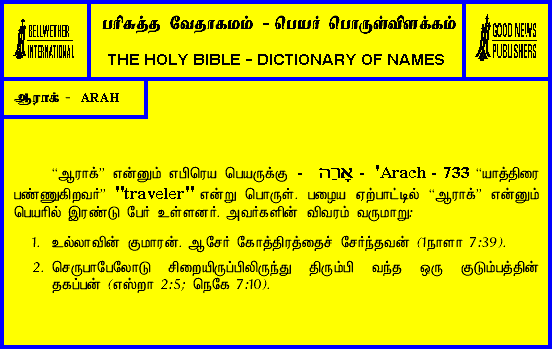 BELLWETHER
INTERNATIONAL
பரிசுத்த வேதாகமம் - பெயர் பொருள்விளக்கம்
THE HOLY BIBLE - DICTIONARY OF NAMES
GOOD NEWS
PUBLISHERS
ஆராக் - ARAH
“ஆராக்” என்னும் எபிரெய பெயருக்கு - אָרַח - 'Arach - 733 “யாத்திரை
பண்ணுகிறவர்” "traveler" என்று பொருள். பழைய ஏற்பாட்டில் “ஆராக்” என்னும்
பெயரில் இரண்டு பேர் உள்ளனர். அவர்களின் விவரம் வருமாறு;
1. உல்லாவின் குமாரன். ஆசேர் கோத்திரத்தைச் சேர்ந்தவன் (1நாளா 7:39).
2. செருபாபேலோடு சிறையிருப்பிலிருந்து திரும்பி வந்த ஒரு குடும்பத்தின்
தகப்பன் (எஸ்றா 2:5; நெகே 7:10).